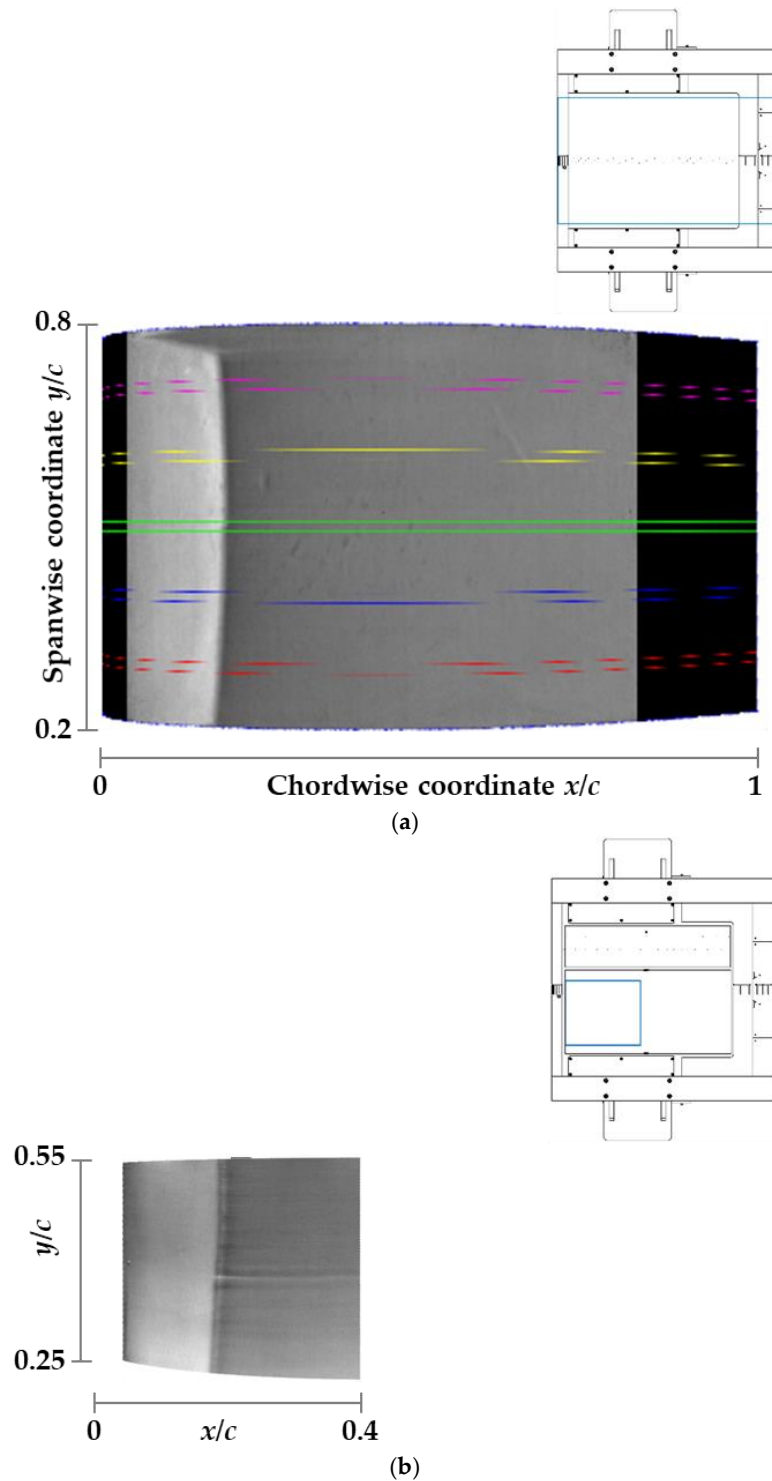 0.8
Spanwise coordinate y/c
0.2
0
Chordwise coordinate x/c
1
(a)
0.55
y/c
0.25
0
x/c
0.4
(b)